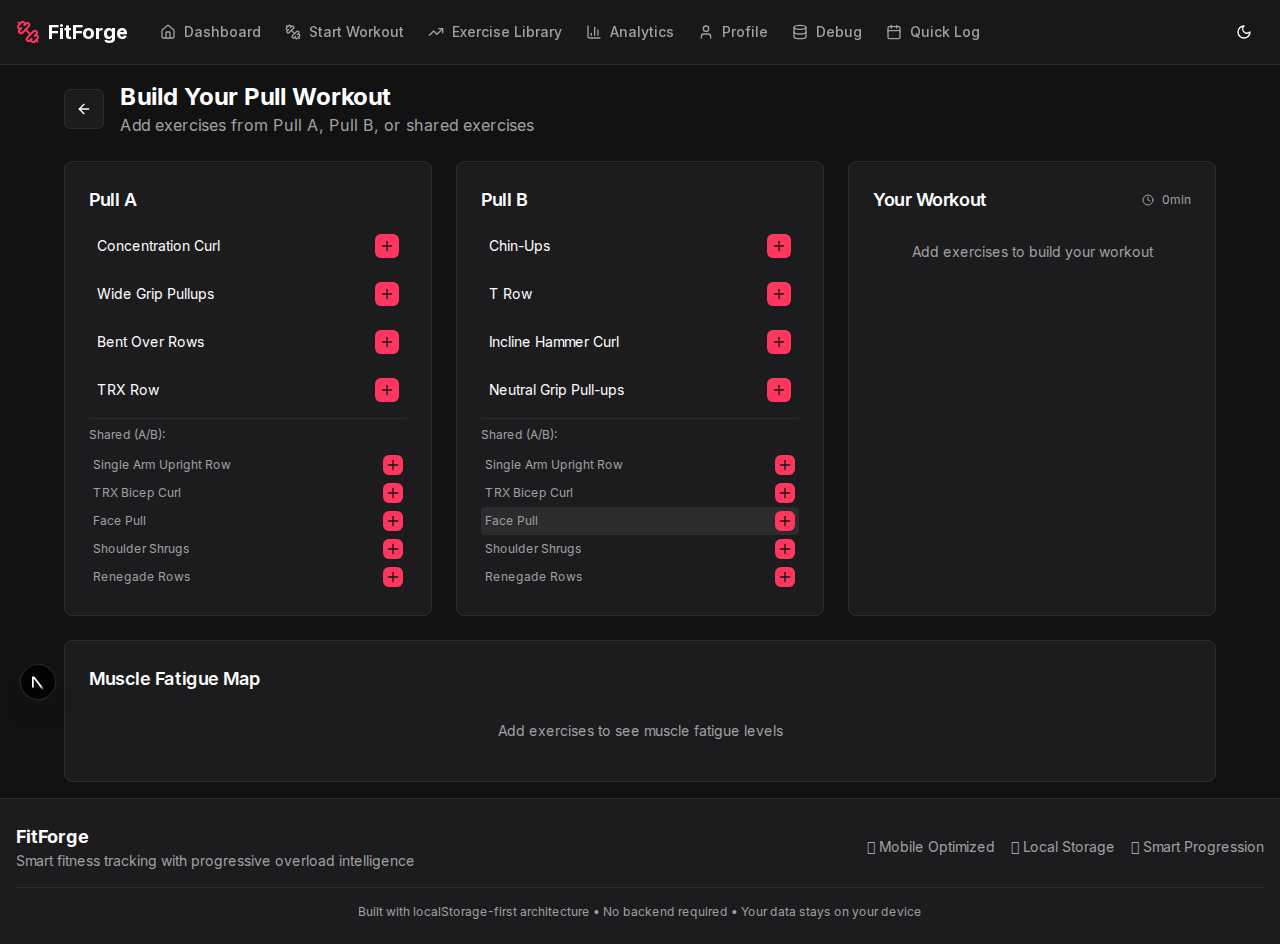 FitForge
Dashboard
Start Workout
Exercise Library
Analytics
Profile
Debug
Quick Log
Build Your Pull Workout
Add exercises from Pull A, Pull B, or shared exercises
Pull A
Concentration Curl
Wide Grip Pullups
Bent Over Rows
TRX Row
Shared (A/B):
Single Arm Upright Row
TRX Bicep Curl
Face Pull
Shoulder Shrugs
Renegade Rows
Pull B
Chin-Ups
T Row
Incline Hammer Curl
Neutral Grip Pull-ups
Shared (A/B):
Single Arm Upright Row
TRX Bicep Curl
Face Pull
Shoulder Shrugs
Renegade Rows
Your Workout
0min
Add exercises to build your workout
Muscle Fatigue Map
Add exercises to see muscle fatigue levels
FitForge
Smart fitness tracking with progressive overload intelligence
Mobile Optimized
Local Storage
Smart Progression
Built with localStorage-first architecture • No backend required • Your data stays on your device